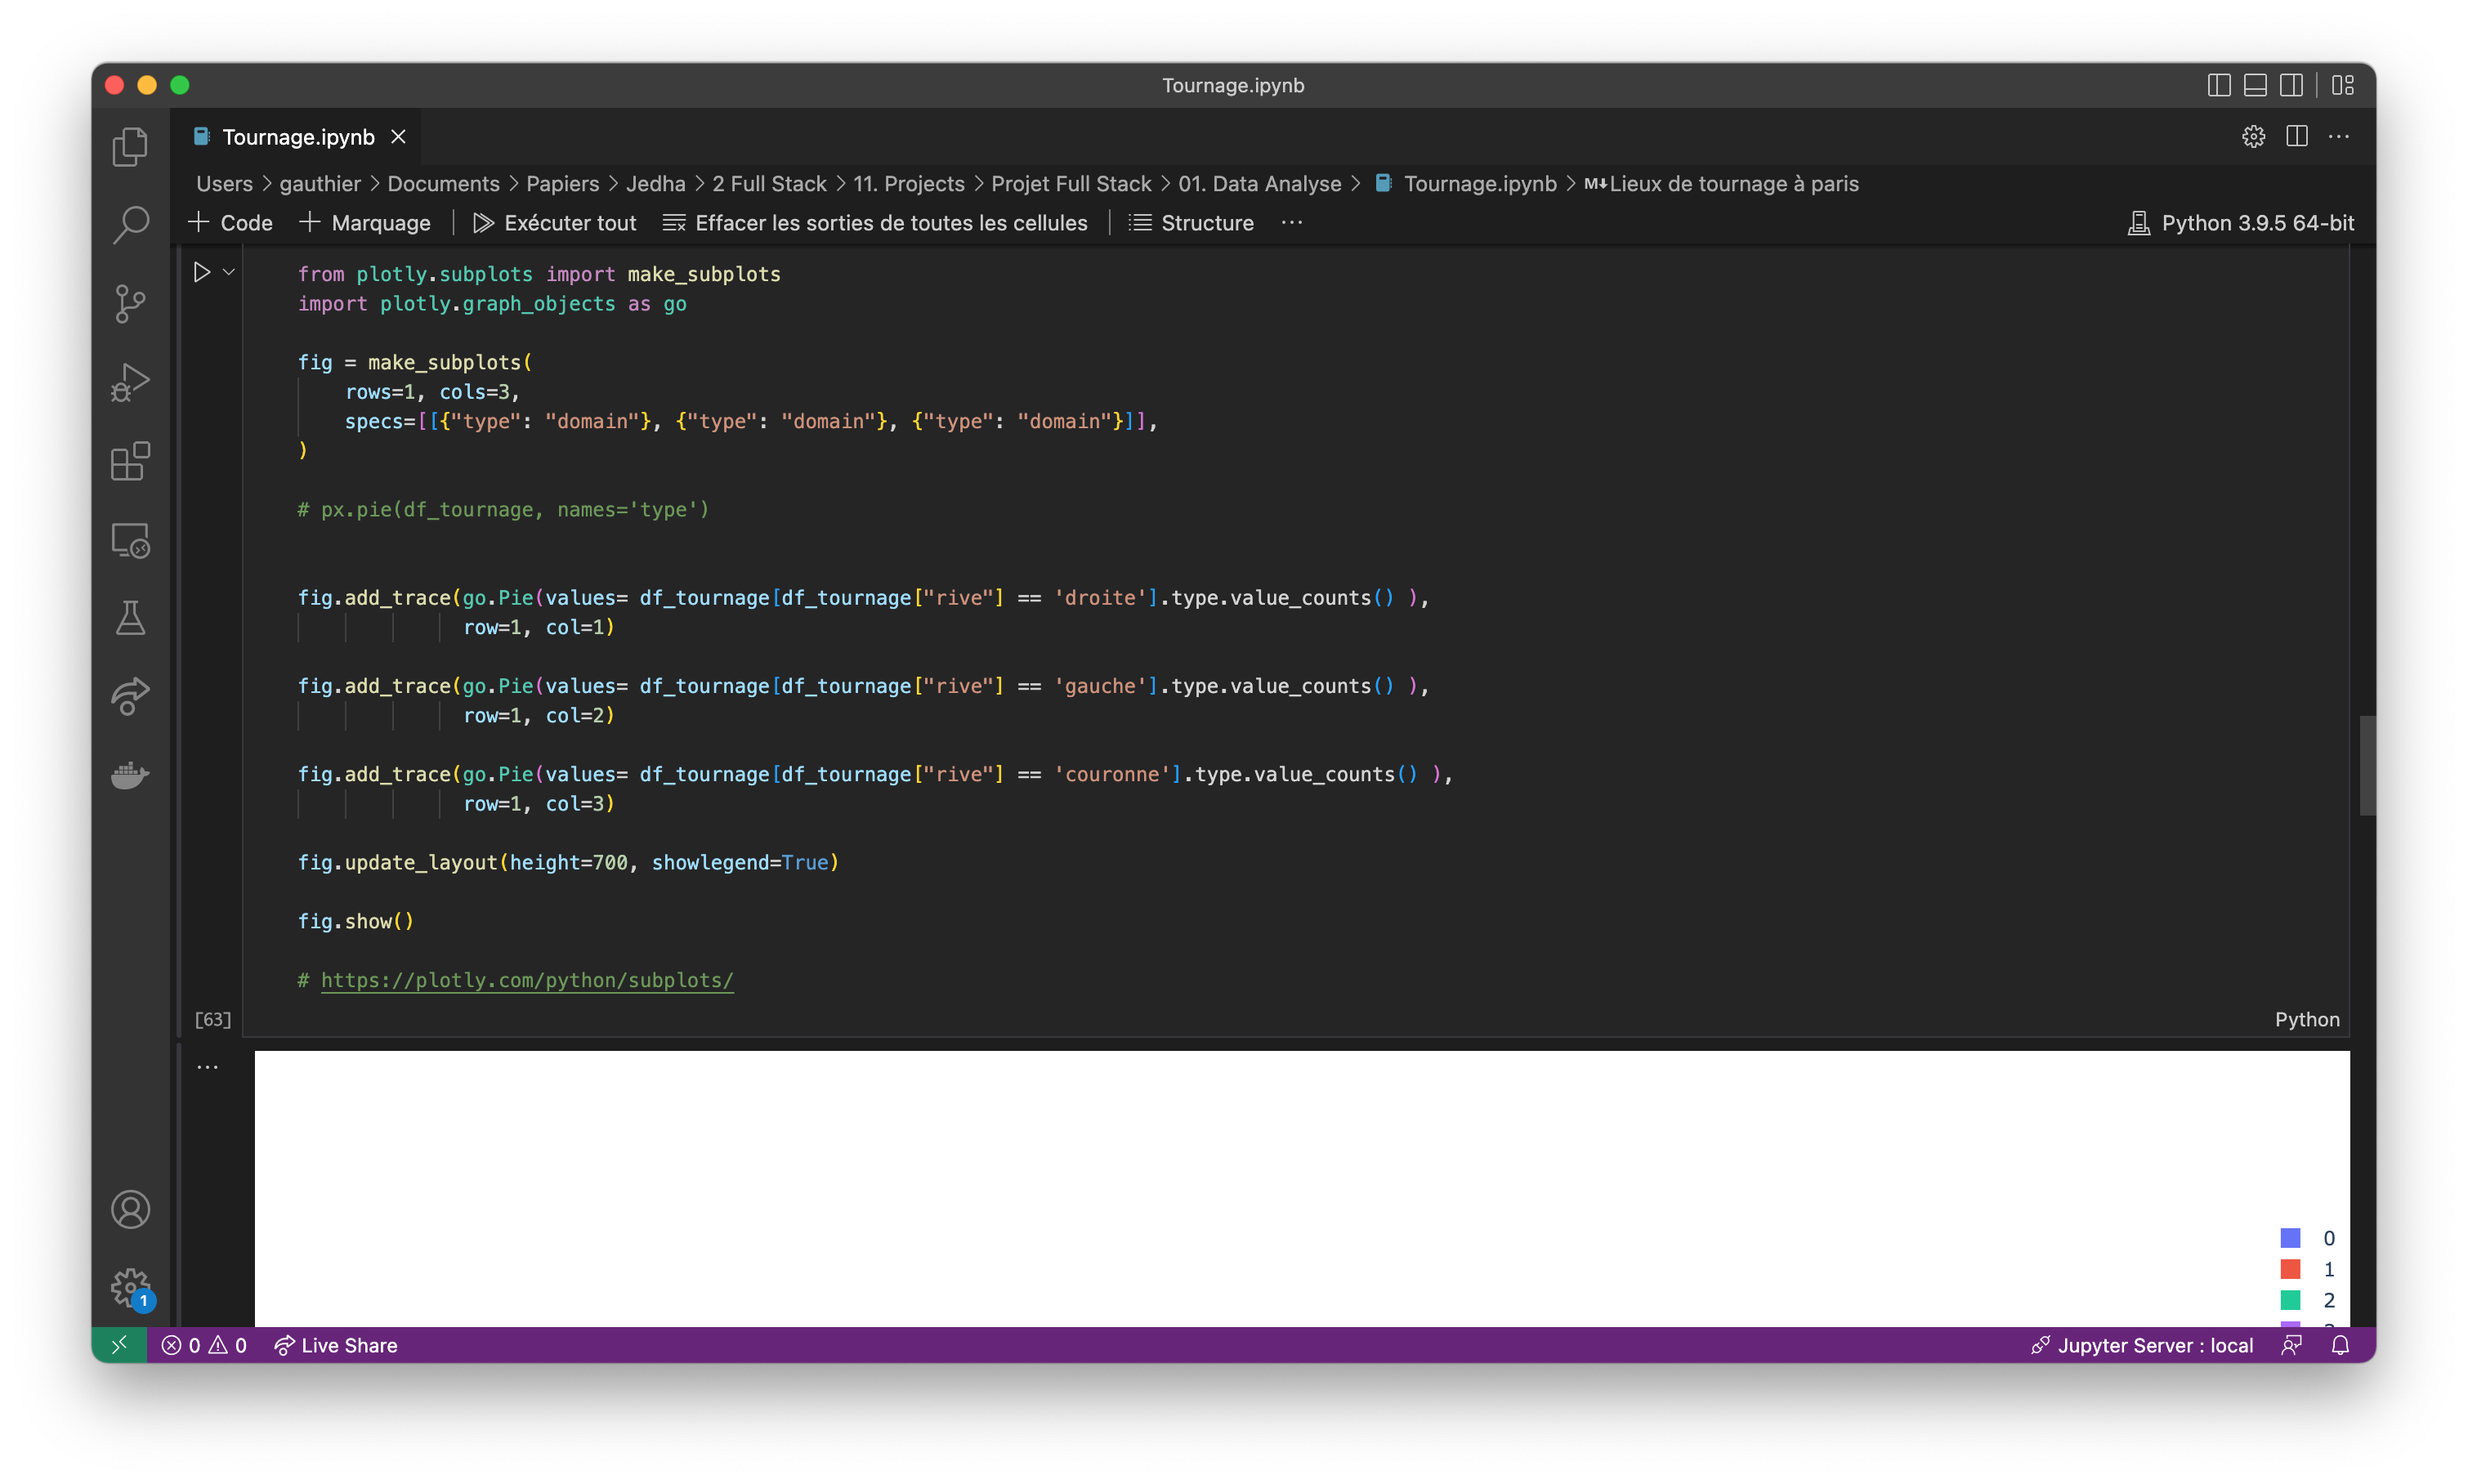 Tournage.ipynb
Tournage.ipynb
Users > gauthier > Documents > Papiers > Jedha > 2 Full Stack > 11. Projects > Projet Full Stack > 01. Data Analyse > Tournage.ipynb > M↓Lieux de tournage à paris
+ Code + Marquage Exécuter tout Effacer les sorties de toutes les cellules Structure ... Python 3.9.5 64-bit
from plotly.subplots import make_subplots
import plotly.graph_objects as go
fig = make_subplots(
    rows=1, cols=3,
    specs=[[{"type": "domain"}, {"type": "domain"}, {"type": "domain"}]],
)
# px.pie(df_tournage, names='type')
fig.add_trace(go.Pie(values= df_tournage[df_tournage["rive"] == 'droite'].type.value_counts() ),
              row=1, col=1)
fig.add_trace(go.Pie(values= df_tournage[df_tournage["rive"] == 'gauche'].type.value_counts() ),
              row=1, col=2)
fig.add_trace(go.Pie(values= df_tournage[df_tournage["rive"] == 'couronne'].type.value_counts() ),
              row=1, col=3)
fig.update_layout(height=700, showlegend=True)
fig.show()
# https://plotly.com/python/subplots/
[63] Python
...
0
1
2
1
0 0 Live Share Jupyter Server : local